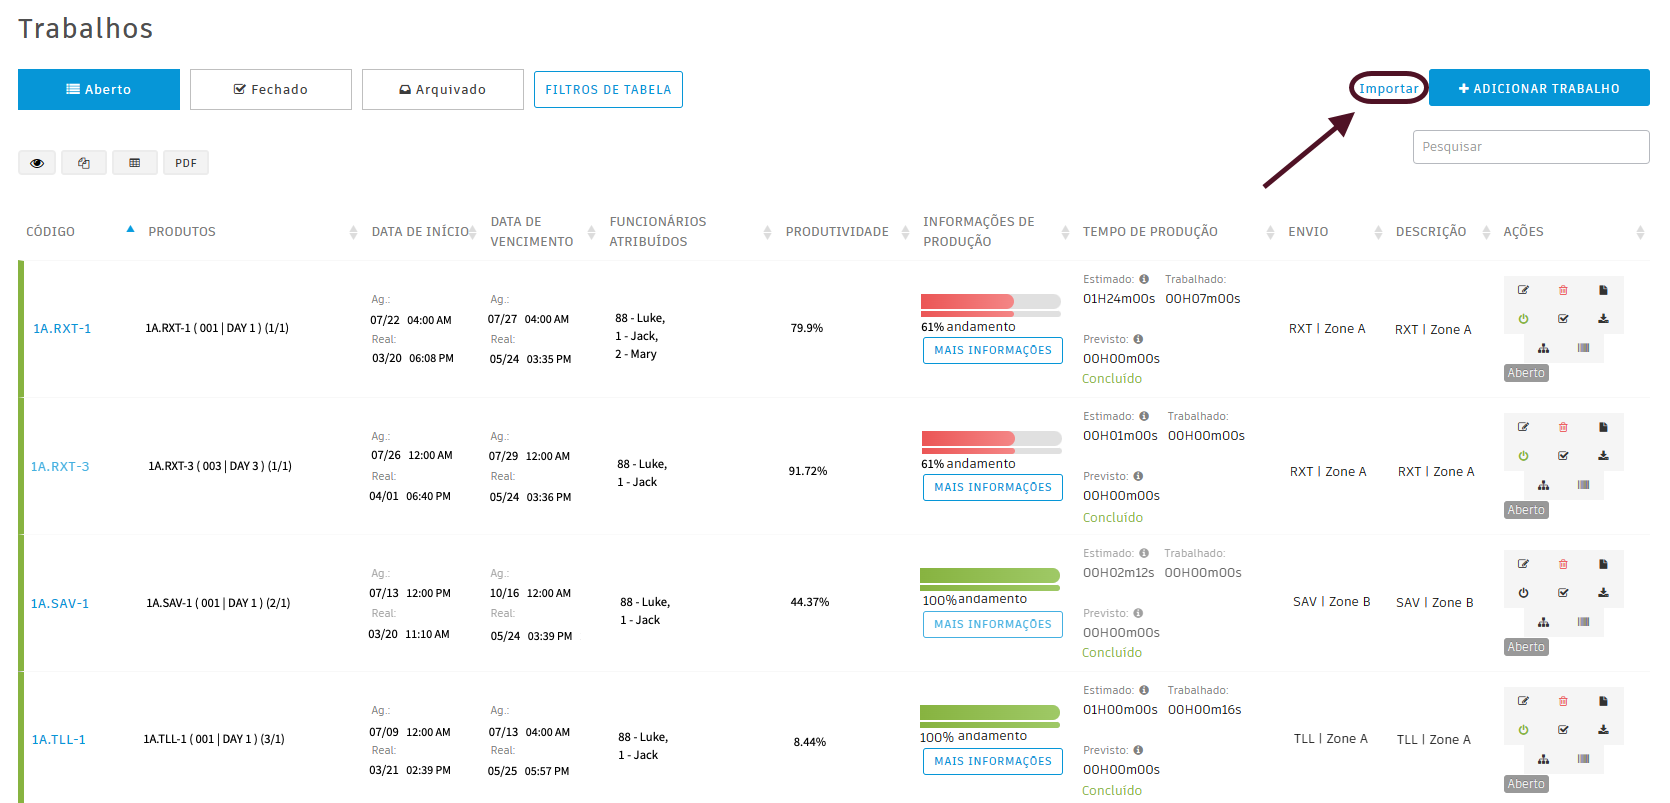 Trabalhos
Aberto
Fechado
Arquivado
FILTROS DE TABELA
Importar
ADICIONAR TRABALHO
Pesquisar
PDF
CÓDIGO PRODUTOS DATA DE INÍCIO DATA DE VENCIMENTO FUNCIONÁRIOS ATRIBUÍDOS PRODUTIVIDADE INFORMAÇÕES DE PRODUÇÃO TEMPO DE PRODUÇÃO ENVIO DESCRIÇÃO AÇÕES
1A.RXT-1
1A.RXT-1 ( 001 | DAY 1 ) (1/1)
Ag.:
07/22 04:00 AM
Real:
03/20 06:08 PM
Ag.:
07/27 04:00 AM
Real:
05/24 03:35 PM
88 - Luke,
1 - Jack,
2 - Mary
79.9%
61% andamento
MAIS INFORMAÇÕES
Estimado: Trabalhado:
01H24m00s 00H07m00s
Previsto:
00H00m00s
Concluído
RXT | Zone A
RXT | Zone A
Aberto
1A.RXT-3
1A.RXT-3 ( 003 | DAY 3 ) (1/1)
Ag.:
07/26 12:00 AM
Real:
04/01 06:40 PM
Ag.:
07/29 12:00 AM
Real:
05/24 03:36 PM
88 - Luke,
1 - Jack
91.72%
61% andamento
MAIS INFORMAÇÕES
Estimado: Trabalhado:
00H01m00s 00H00m00s
Previsto:
00H00m00s
Concluído
RXT | Zone A
RXT | Zone A
Aberto
1A.SAV-1
1A.SAV-1 ( 001 | DAY 1 ) (2/1)
Ag.:
07/13 12:00 PM
Real:
03/20 11:10 AM
Ag.:
10/16 12:00 AM
Real:
05/24 03:39 PM
88 - Luke,
1 - Jack
44.37%
100% andamento
MAIS INFORMAÇÕES
Estimado: Trabalhado:
00H02m12s 00H00m00s
Previsto:
00H00m00s
Concluído
SAV | Zone B
SAV | Zone B
Aberto
1A.TLL-1
1A.TLL-1 ( 001 | DAY 1 ) (3/1)
Ag.:
07/09 12:00 AM
Real:
03/21 02:39 PM
Ag.:
07/13 04:00 AM
Real:
05/25 05:57 PM
88 - Luke,
1 - Jack
8.44%
100% andamento
MAIS INFORMAÇÕES
Estimado: Trabalhado:
01H00m00s 00H00m16s
Previsto:
00H00m00s
Concluído
TLL | Zone A
TLL | Zone A
Aberto